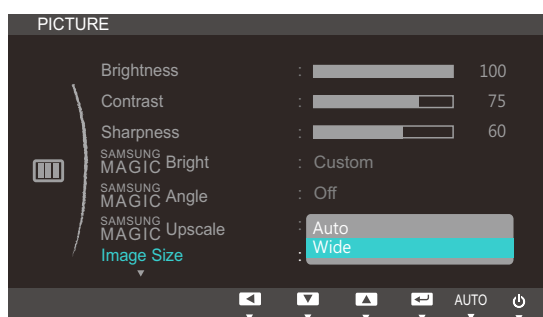 PICTURE
Brightness : 100
Contrast : 75
Sharpness : 60
SAMSUNG MAGIC Bright : Custom
SAMSUNG MAGIC Angle : Off
SAMSUNG MAGIC Upscale : Auto
Image Size : Wide
AUTO